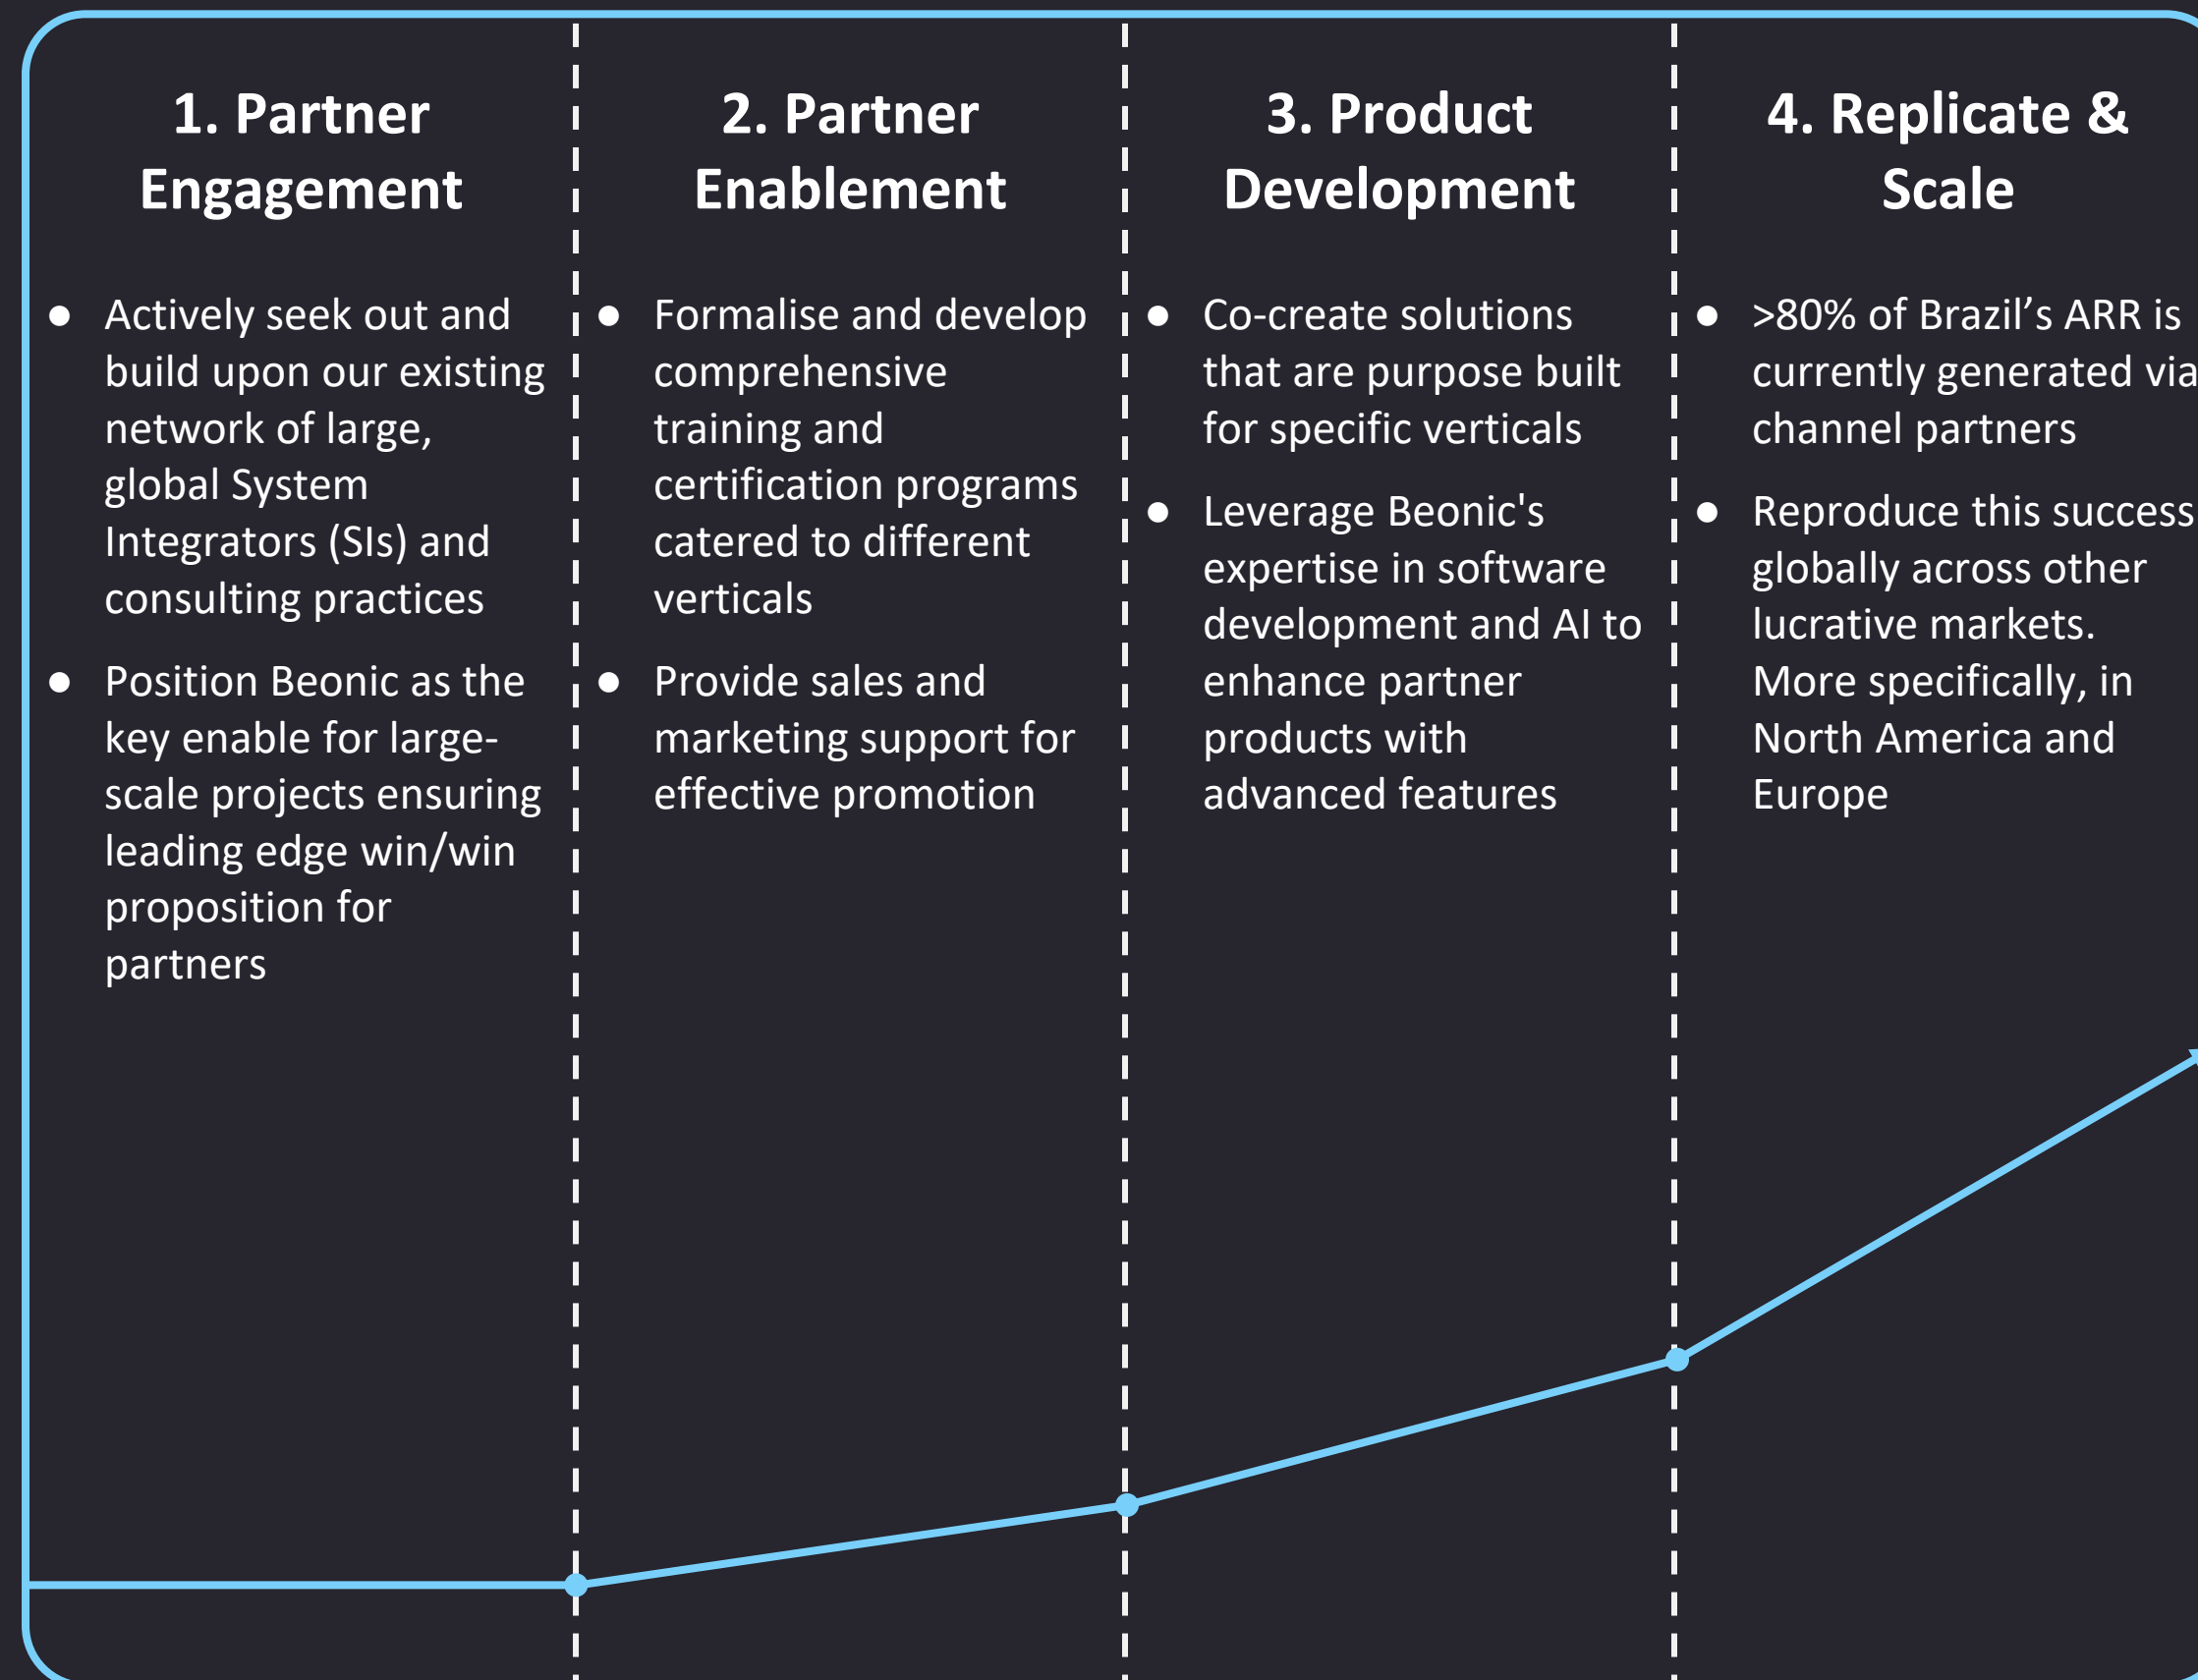 1. Partner
Engagement
● Actively seek out and
build upon our existing
network of large,
global System
Integrators (SIs) and
consulting practices
● Position Beonic as the
key enable for large-
scale projects ensuring
leading edge win/win
proposition for
partners
2. Partner
Enablement
● Formalise and develop
comprehensive
training and
certification programs
catered to different
verticals
● Provide sales and
marketing support for
effective promotion
3. Product
Development
● Co-create solutions
that are purpose built
for specific verticals
● Leverage Beonic's
expertise in software
development and AI to
enhance partner
products with
advanced features
4. Replicate &
Scale
● >80% of Brazil’s ARR is
currently generated via
channel partners
● Reproduce this success
globally across other
lucrative markets.
More specifically, in
North America and
Europe